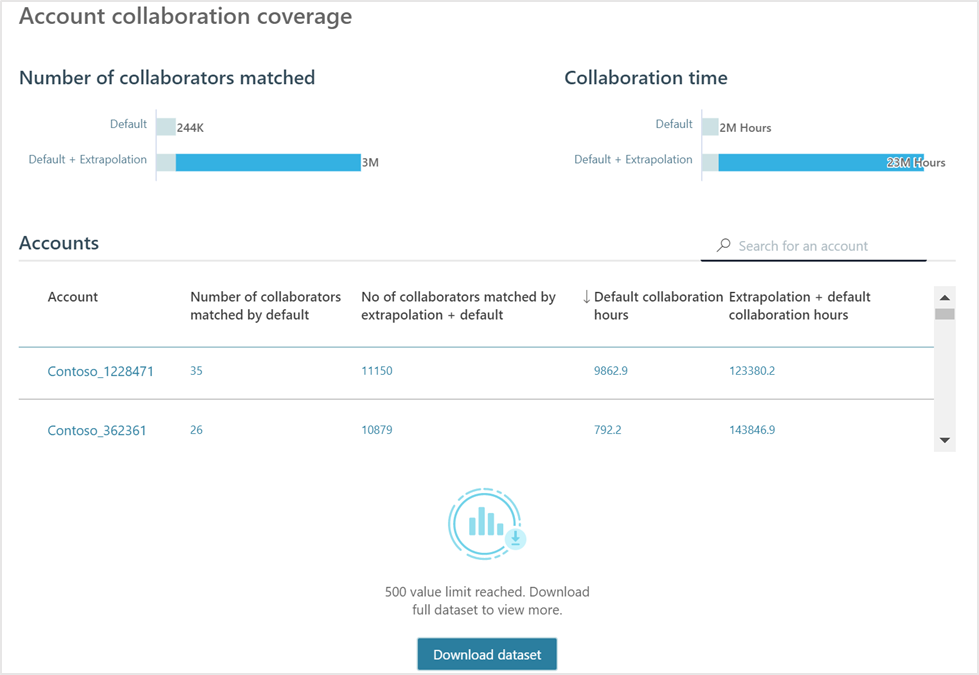 Account collaboration coverage
Number of collaborators matched
Default
244K
Default + Extrapolation
3M
Collaboration time
Default
2M Hours
Default + Extrapolation
23M Hours
Accounts
Search for an account
Account
Number of collaborators
matched by default
No of collaborators matched by
extrapolation + default
↓ Default collaboration
hours
Extrapolation + default
collaboration hours
Contoso_1228471 35 11150 9862.9 123380.2
Contoso_362361 26 10879 792.2 143846.9
500 value limit reached. Download
full dataset to view more.
Download dataset